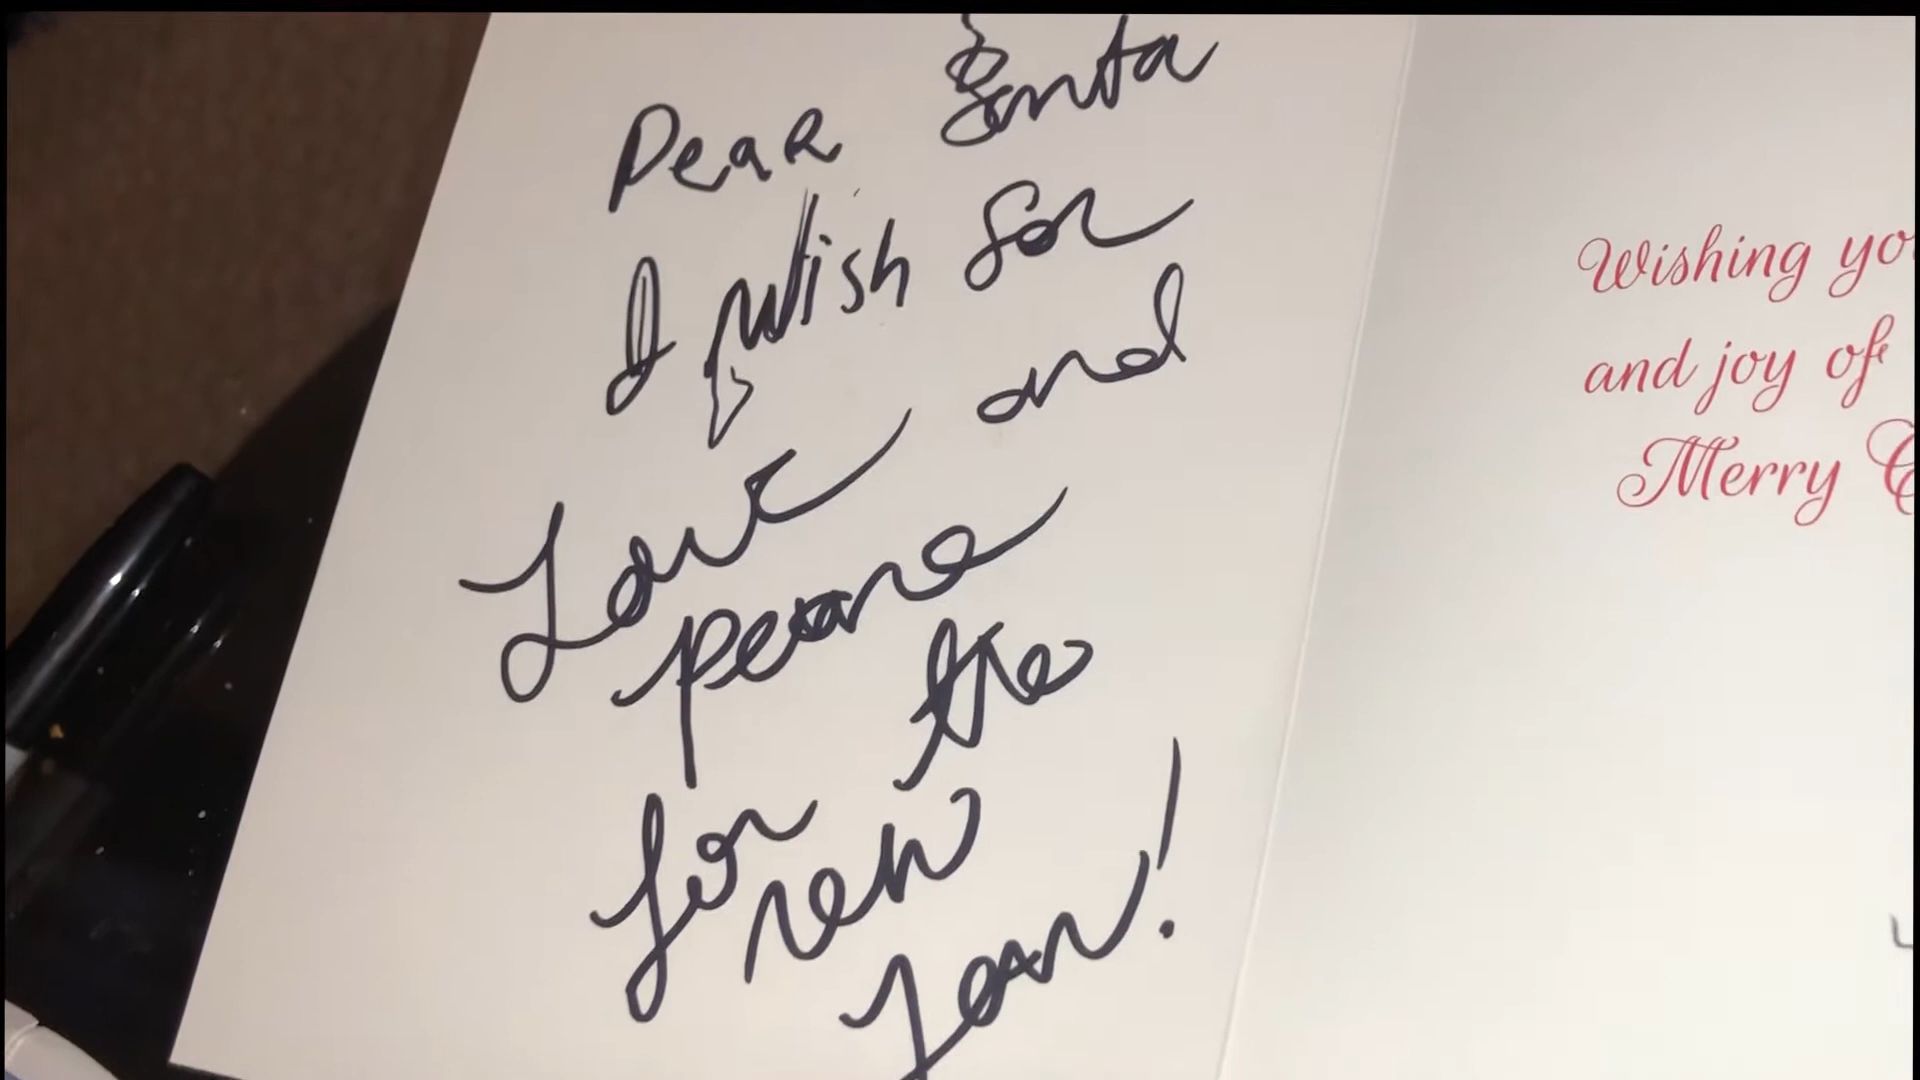 Dear Santa
I wish for
Love and
peace
for the
new
Year!
Wishing yo
and joy of
Merry C